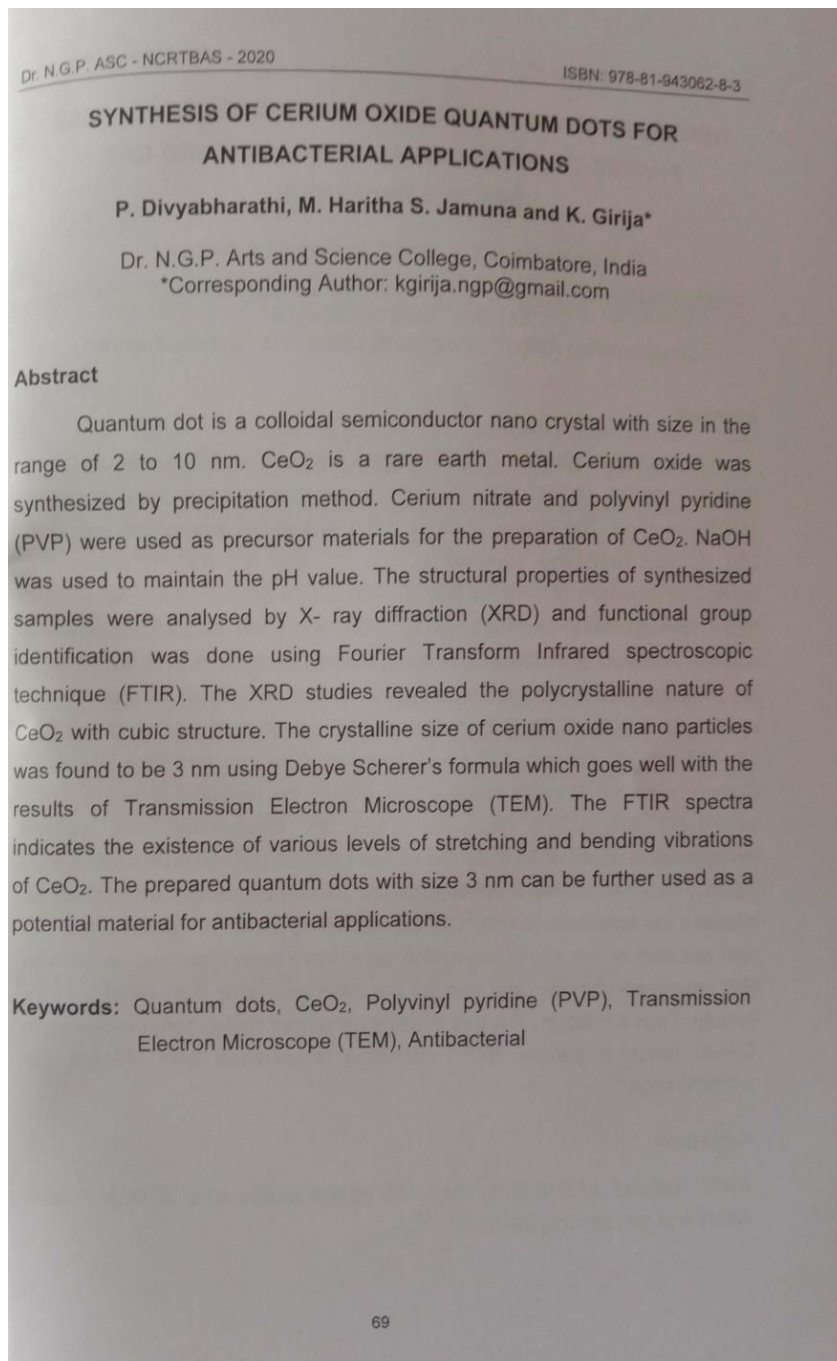 Dr. N.G.P. ASC - NCRTBAS - 2020
ISBN: 978-81-943062-8-3
SYNTHESIS OF CERIUM OXIDE QUANTUM DOTS FOR
ANTIBACTERIAL APPLICATIONS
P. Divyabharathi, M. Haritha S. Jamuna and K. Girija*
Dr. N.G.P. Arts and Science College, Coimbatore, India
*Corresponding Author: kgirija.ngp@gmail.com
Abstract
Quantum dot is a colloidal semiconductor nano crystal with size in the
range of 2 to 10 nm. CeO₂ is a rare earth metal. Cerium oxide was
synthesized by precipitation method. Cerium nitrate and polyvinyl pyridine
(PVP) were used as precursor materials for the preparation of CeO₂. NaOH
was used to maintain the pH value. The structural properties of synthesized
samples were analysed by X- ray diffraction (XRD) and functional group
identification was done using Fourier Transform Infrared spectroscopic
technique (FTIR). The XRD studies revealed the polycrystalline nature of
CeO₂ with cubic structure. The crystalline size of cerium oxide nano particles
was found to be 3 nm using Debye Scherer's formula which goes well with the
results of Transmission Electron Microscope (TEM). The FTIR spectra
indicates the existence of various levels of stretching and bending vibrations
of CeO₂. The prepared quantum dots with size 3 nm can be further used as a
potential material for antibacterial applications.
Keywords: Quantum dots, CeO₂, Polyvinyl pyridine (PVP), Transmission
Electron Microscope (TEM), Antibacterial
69